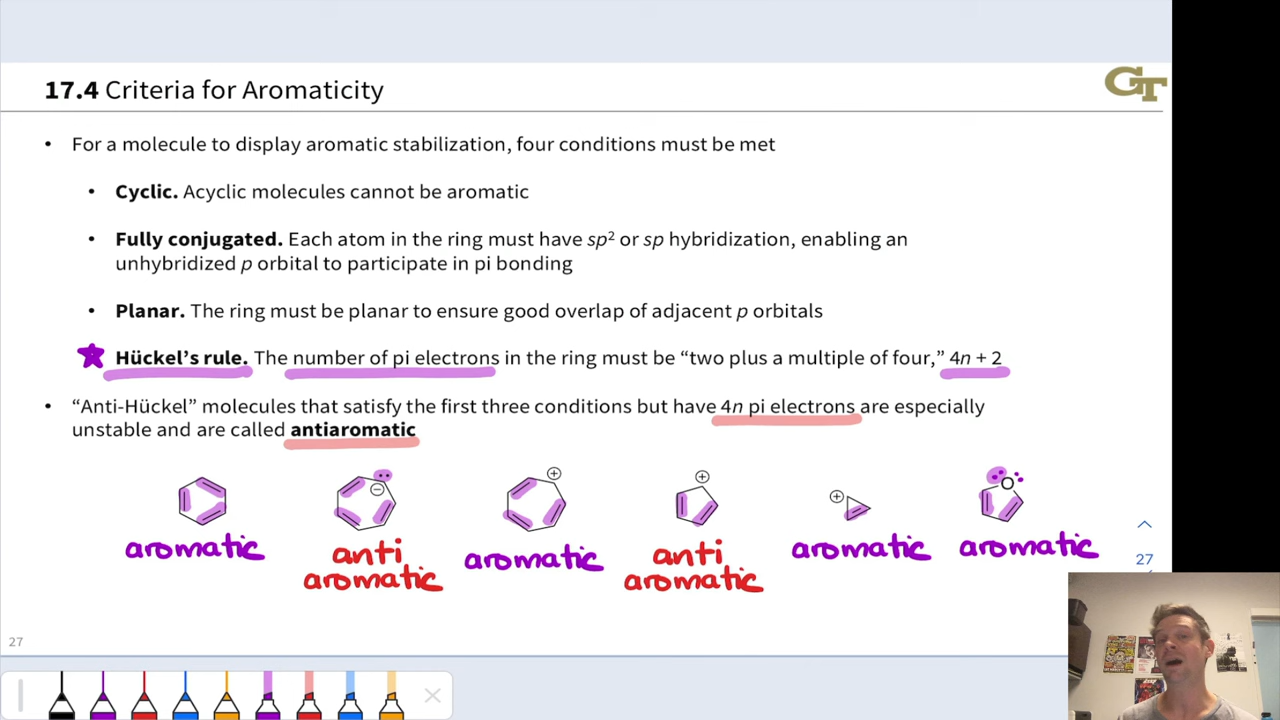 17.4 Criteria for Aromaticity
GT
• For a molecule to display aromatic stabilization, four conditions must be met
• Cyclic. Acyclic molecules cannot be aromatic
• Fully conjugated. Each atom in the ring must have sp² or sp hybridization, enabling an
unhybridized p orbital to participate in pi bonding
• Planar. The ring must be planar to ensure good overlap of adjacent p orbitals
Hückel's rule. The number of pi electrons in the ring must be “two plus a multiple of four,” 4n + 2
• “Anti-Hückel” molecules that satisfy the first three conditions but have 4n pi electrons are especially
unstable and are called antiaromatic
+ + +
− O
aromatic anti aromatic anti aromatic aromatic
aromatic aromatic
27
27